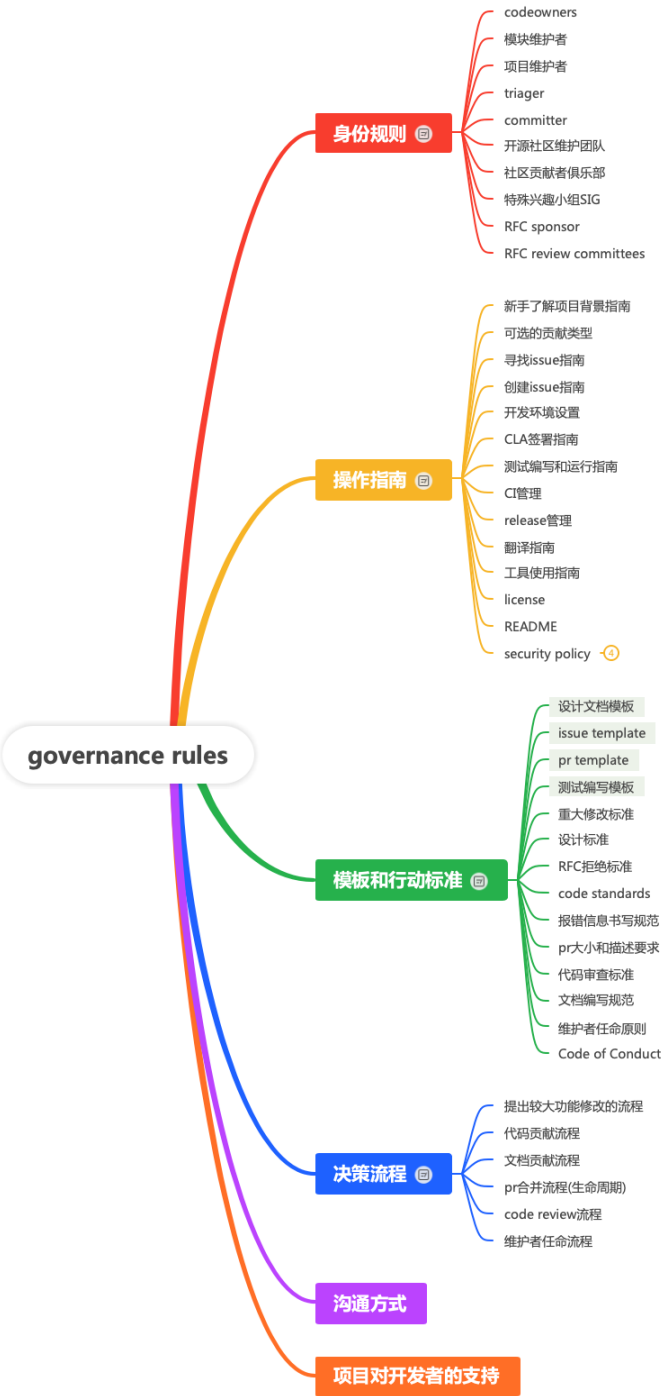 codeowners
模块维护者
项目维护者
triager
committer
开源社区维护团队
社区贡献者俱乐部
特殊兴趣小组SIG
RFC sponsor
RFC review committees
身份规则
新手了解项目背景指南
可选的贡献类型
寻找issue指南
创建issue指南
开发环境设置
CLA签署指南
测试编写和运行指南
CI管理
release管理
翻译指南
工具使用指南
license
README
security policy
4
操作指南
governance rules
设计文档模板
issue template
pr template
测试编写模板
重大修改标准
设计标准
RFC拒绝标准
code standards
报错信息书写规范
pr大小和描述要求
代码审查标准
文档编写规范
维护者任命原则
Code of Conduct
模板和行动标准
提出较大功能修改的流程
代码贡献流程
文档贡献流程
pr合并流程(生命周期)
code review流程
维护者任命流程
决策流程
沟通方式
项目对开发者的支持